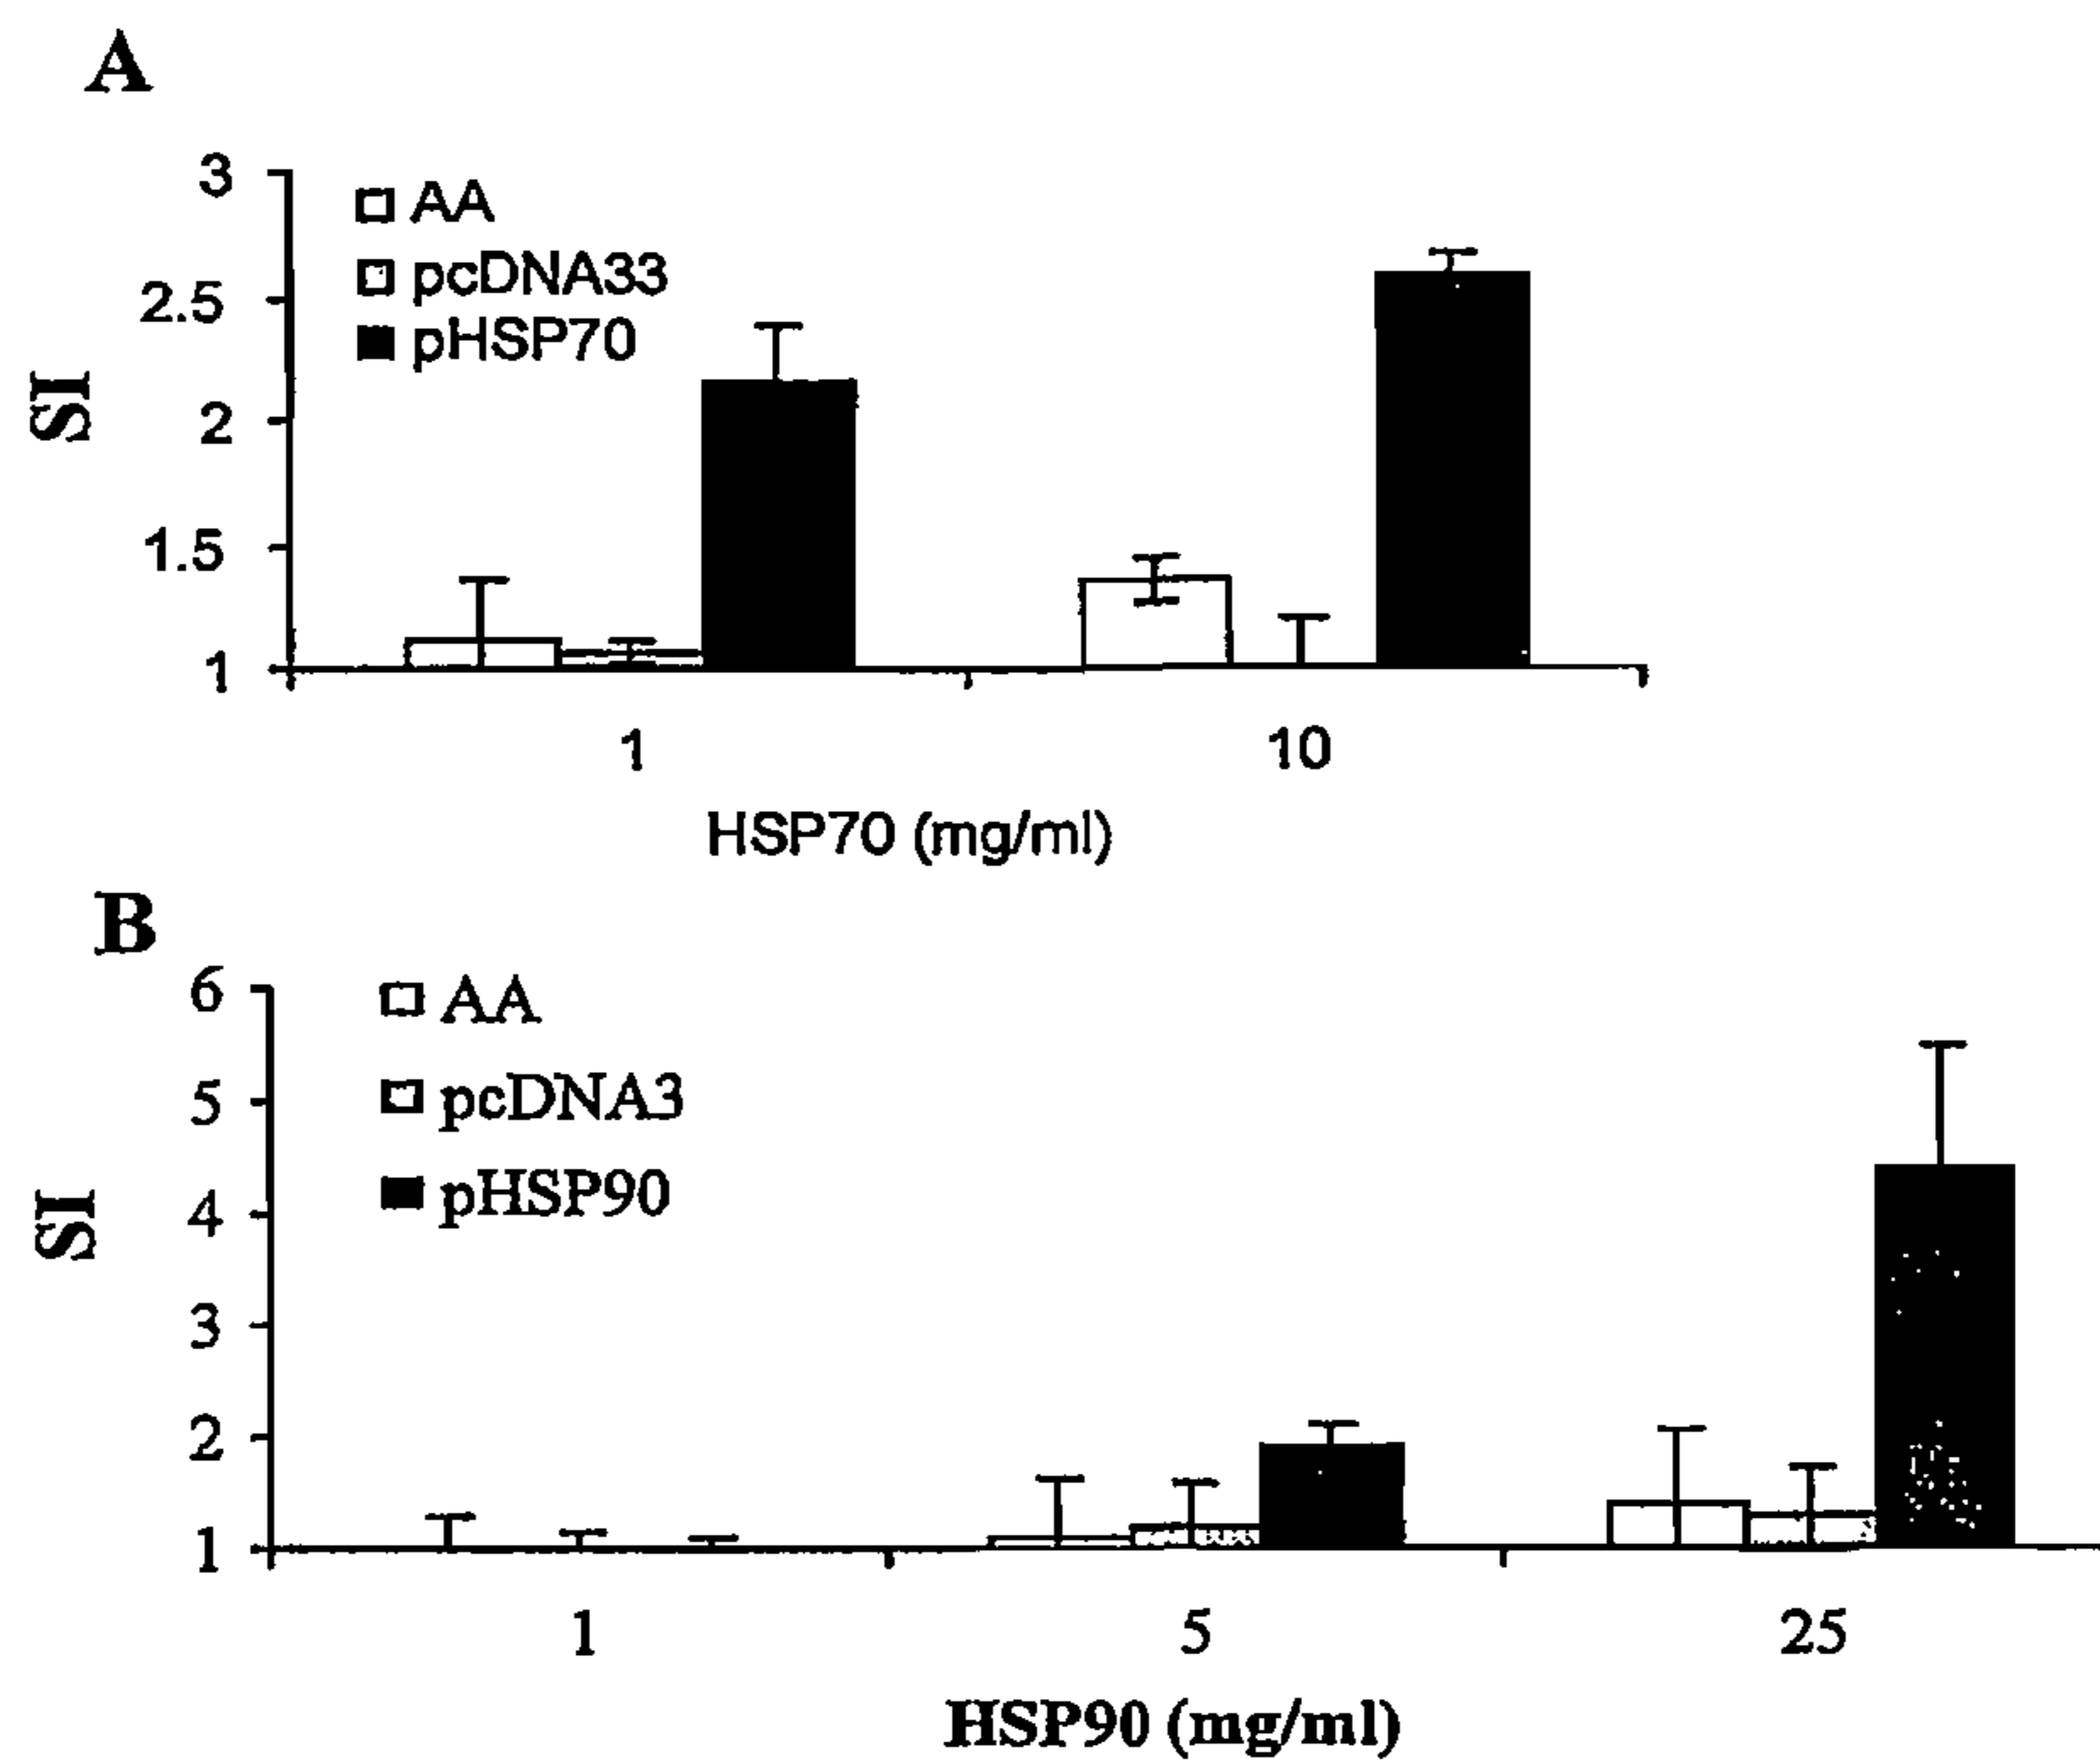 A
3
2.5
2
1.5
1
SI
AA
pcDNA33
pHSP70
1 10
HSP70 (mg/ml)
B
6
5
4
3
2
1
SI
AA
pcDNA3
pHSP90
1 5 25
HSP90 (mg/ml)